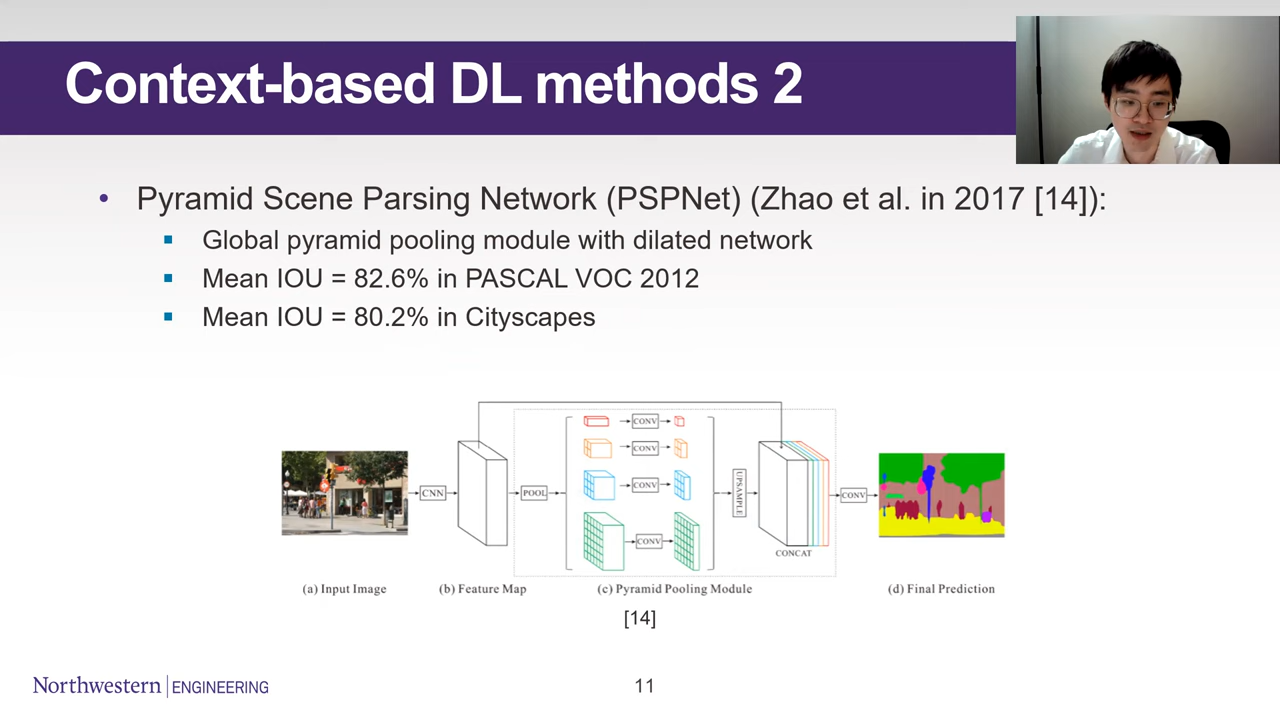 Context-based DL methods 2
• Pyramid Scene Parsing Network (PSPNet) (Zhao et al. in 2017 [14]):
▪ Global pyramid pooling module with dilated network
▪ Mean IOU = 82.6% in PASCAL VOC 2012
▪ Mean IOU = 80.2% in Cityscapes
CNN
POOL
CONV
CONV
CONV
CONV
UPSAMPLE
CONCAT
CONV
(a) Input Image
(b) Feature Map
(c) Pyramid Pooling Module
(d) Final Prediction
[14]
Northwestern | ENGINEERING
11